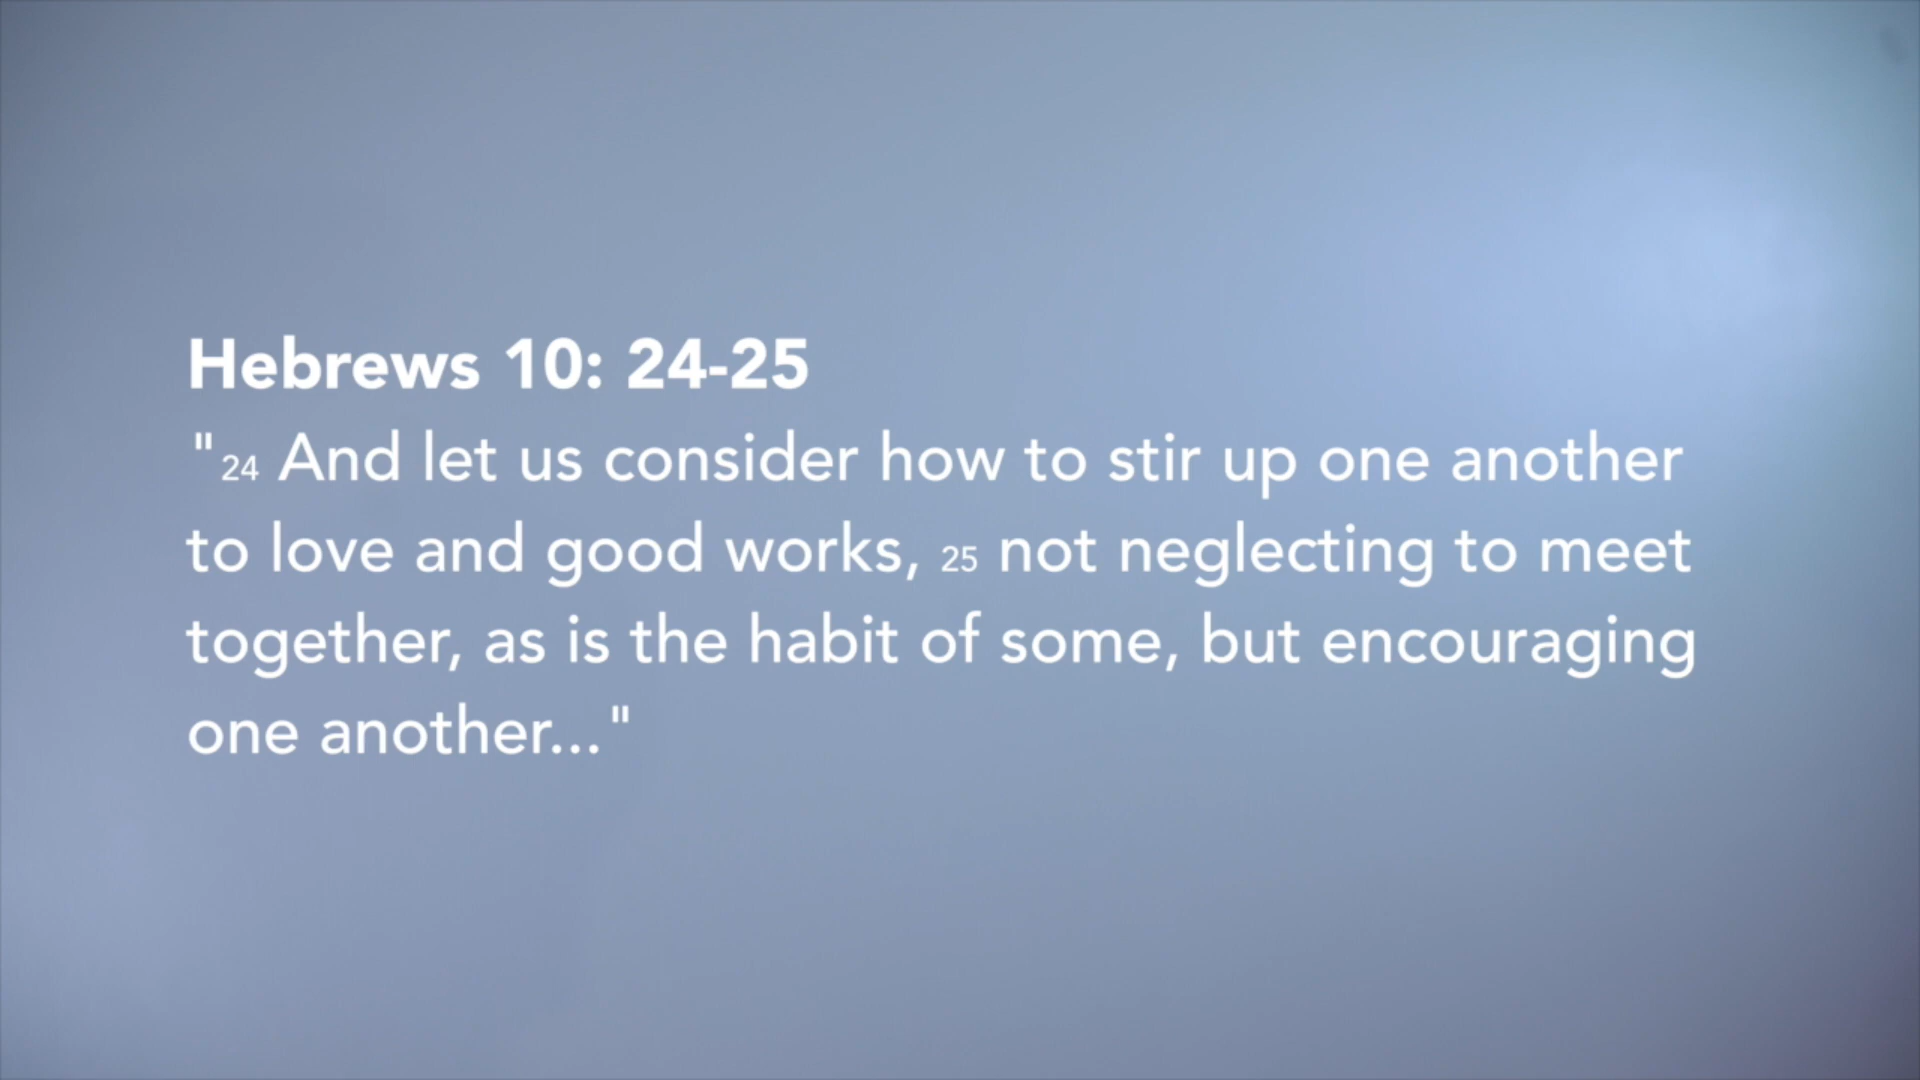 Hebrews 10: 24-25
"24 And let us consider how to stir up one another
to love and good works, 25 not neglecting to meet
together, as is the habit of some, but encouraging
one another..."